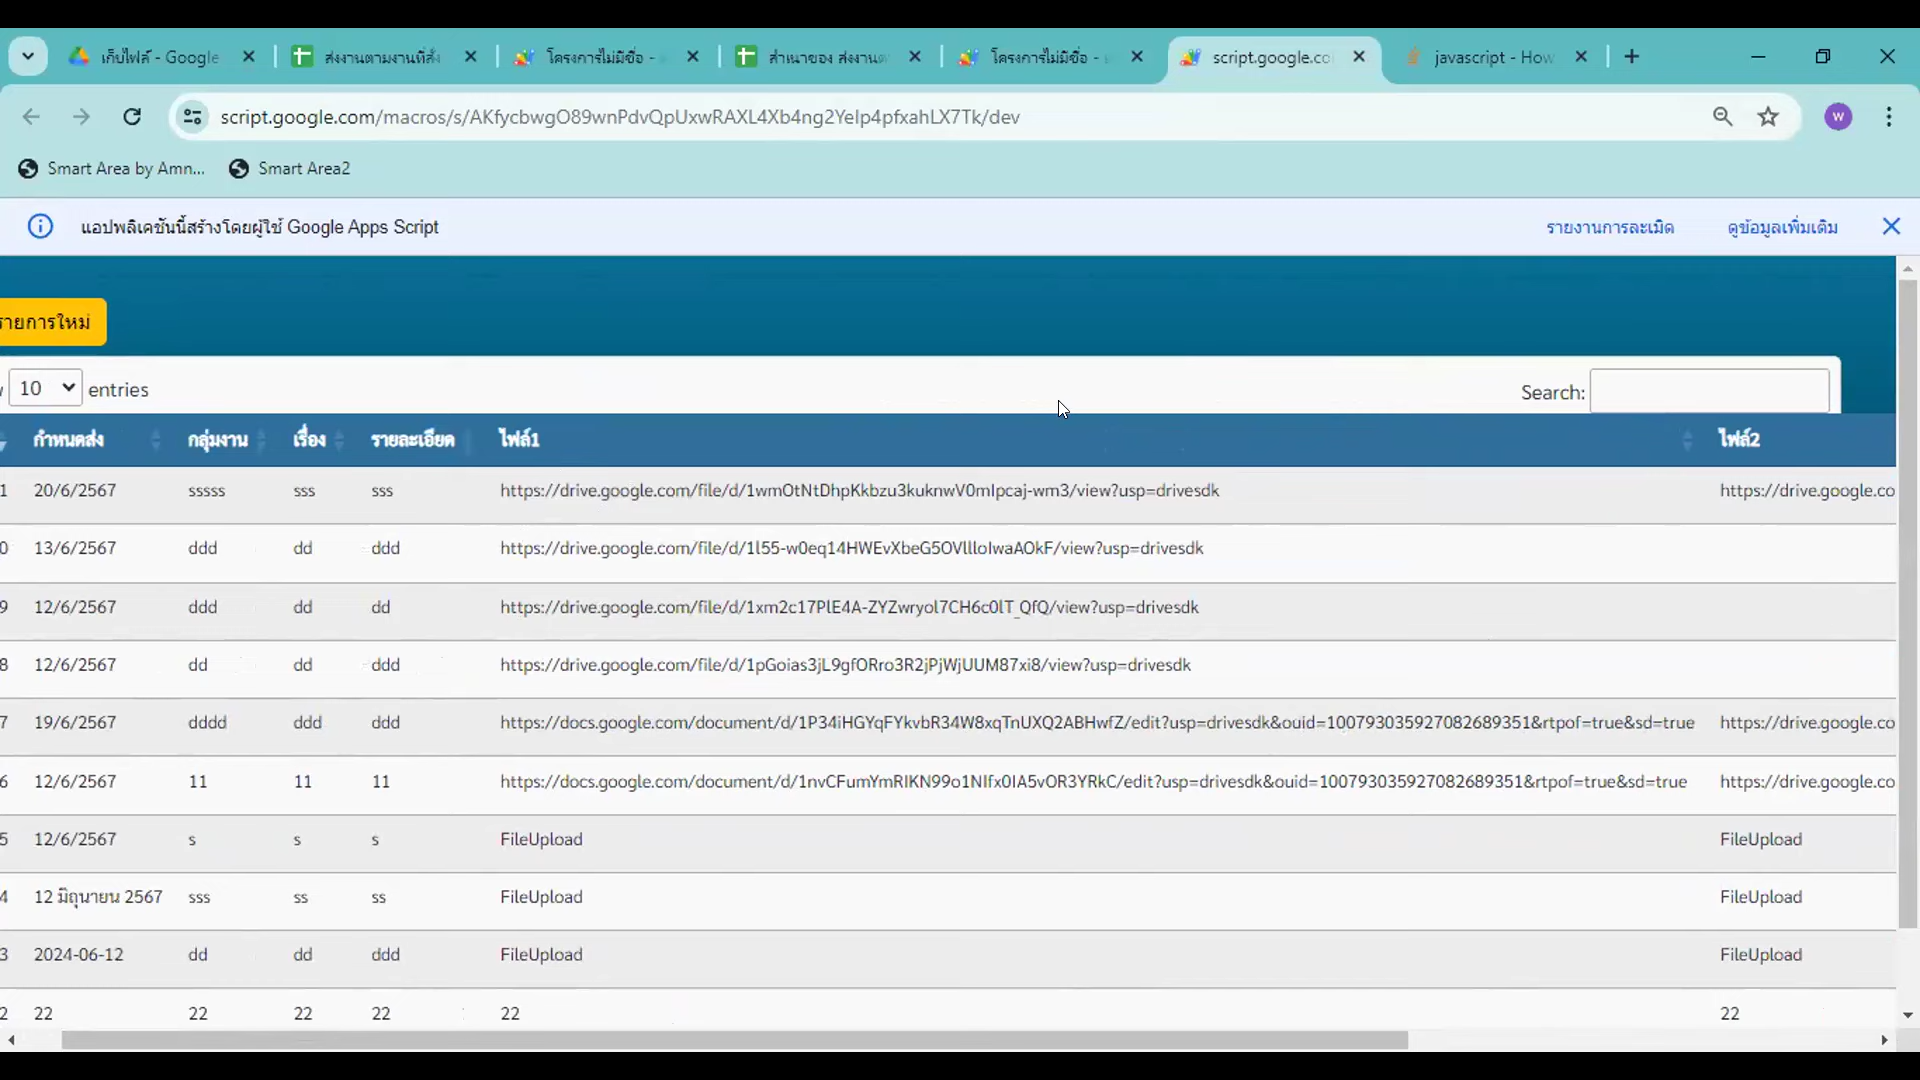 เก็บไฟล์ - Google
ส่งงานตามงานที่สั่ง
โครงการไม่มีชื่อ -
สำเนาของ ส่งงานต
โครงการไม่มีชื่อ -
script.google.co
javascript - How
script.google.com/macros/s/AKfycbwgO89wnPdvQpUxwRAXL4Xb4ng2YeIp4pfxahLX7Tk/dev
W
Smart Area by Amn...
Smart Area2
แอปพลิเคชันนี้สร้างโดยผู้ใช้ Google Apps Script
รายงานการละเมิด
ดูข้อมูลเพิ่มเติม
รายการใหม่
10 entries
Search:
กำหนดส่ง กลุ่มงาน เรื่อง รายละเอียด ไฟล์1 ไฟล์2
1 20/6/2567 sssss sss sss https://drive.google.com/file/d/1wmOtNtDhpKkbzu3kuknwV0mIpcaj-wm3/view?usp=drivesdk https://drive.google.co
0 13/6/2567 ddd dd ddd https://drive.google.com/file/d/1l55-w0eq14HWEvXbeG5OVllloIwaAOkF/view?usp=drivesdk
9 12/6/2567 ddd dd dd https://drive.google.com/file/d/1xm2c17PlE4A-ZYZwryol7CH6c0lT_QfQ/view?usp=drivesdk
8 12/6/2567 dd dd ddd https://drive.google.com/file/d/1pGoias3jL9gfORro3R2jPjWjUUM87xi8/view?usp=drivesdk
7 19/6/2567 dddd ddd ddd https://docs.google.com/document/d/1P34iHGYqFYkvbR34W8xqTnUXQ2ABHwfZ/edit?usp=drivesdk&ouid=100793035927082689351&rtpof=true&sd=true https://drive.google.co
6 12/6/2567 11 11 11 https://docs.google.com/document/d/1nvCFumYmRIKN99o1NIfx0IA5vOR3YRkC/edit?usp=drivesdk&ouid=100793035927082689351&rtpof=true&sd=true https://drive.google.co
5 12/6/2567 s s s FileUpload FileUpload
4 12 มิถุนายน 2567 sss ss ss FileUpload FileUpload
3 2024-06-12 dd dd ddd FileUpload FileUpload
2 22 22 22 22 22 22